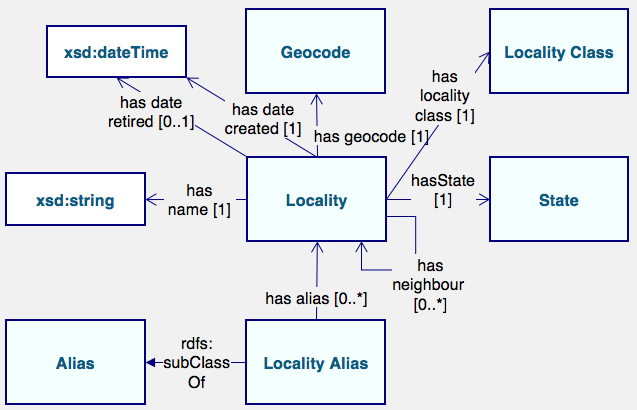 xsd:dateTime
Geocode
Locality Class
has date
retired [0..1]
has date
created [1]
has geocode [1]
has
locality
class [1]
xsd:string
has
name [1]
Locality
hasState
[1]
State
has
neighbour
[0..*]
has alias [0..*]
Alias
rdfs:
subClass
Of
Locality Alias